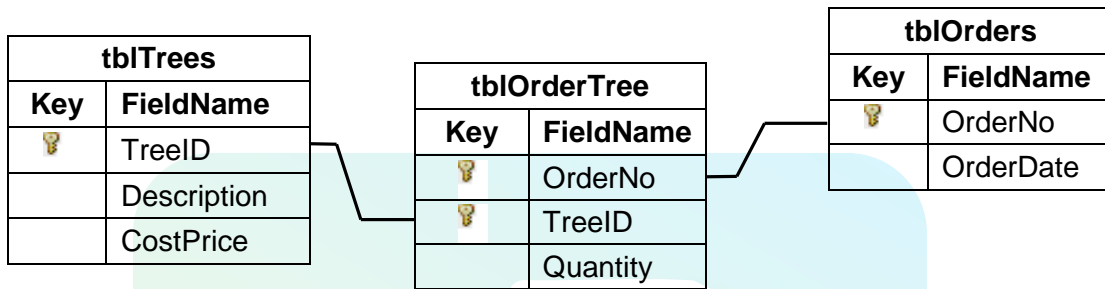 tblTrees
Key FieldName
TreeID
Description
CostPrice
tblOrderTree
Key FieldName
OrderNo
TreeID
Quantity
tblOrders
Key FieldName
OrderNo
OrderDate